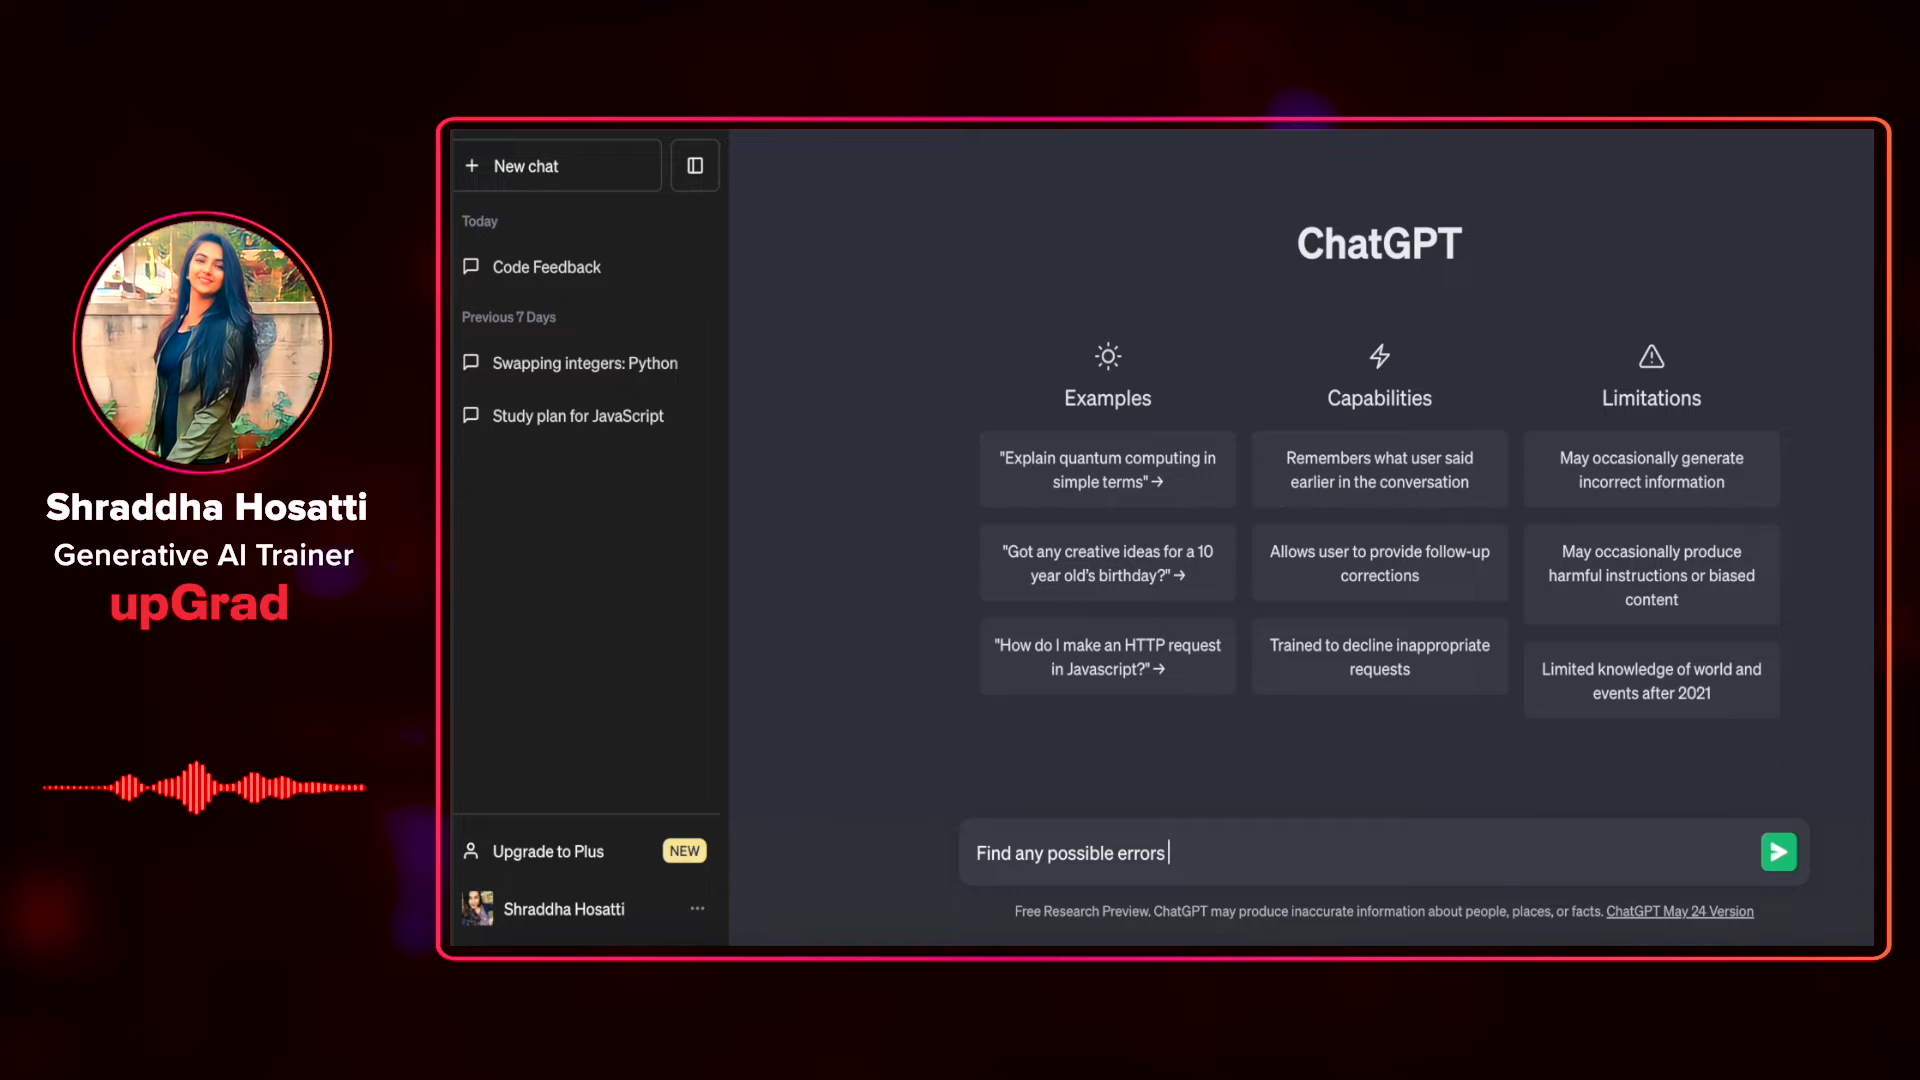 Shraddha Hosatti
Generative AI Trainer
upGrad
New chat
Today
Code Feedback
Previous 7 Days
Swapping integers: Python
Study plan for JavaScript
Upgrade to Plus
NEW
Shraddha Hosatti
ChatGPT
Examples
"Explain quantum computing in
simple terms" →
"Got any creative ideas for a 10
year old's birthday?" →
"How do I make an HTTP request
in Javascript?" →
Capabilities
Remembers what user said
earlier in the conversation
Allows user to provide follow-up
corrections
Trained to decline inappropriate
requests
Limitations
May occasionally generate
incorrect information
May occasionally produce
harmful instructions or biased
content
Limited knowledge of world and
events after 2021
Find any possible errors
Free Research Preview. ChatGPT may produce inaccurate information about people, places, or facts. ChatGPT May 24 Version